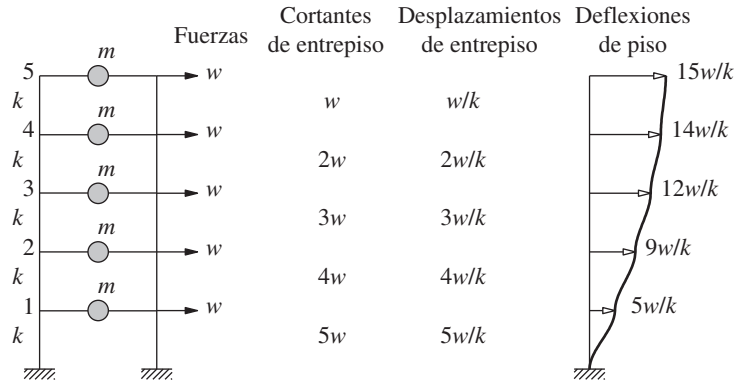 Fuerzas
Cortantes
de entrepiso
Desplazamientos
de entrepiso
Deflexiones
de piso
5 m w 15w/k
k w w/k
4 m w 14w/k
k 2w 2w/k
3 m w 12w/k
k 3w 3w/k
2 m w 9w/k
k 4w 4w/k
1 m w 5w/k
k 5w 5w/k